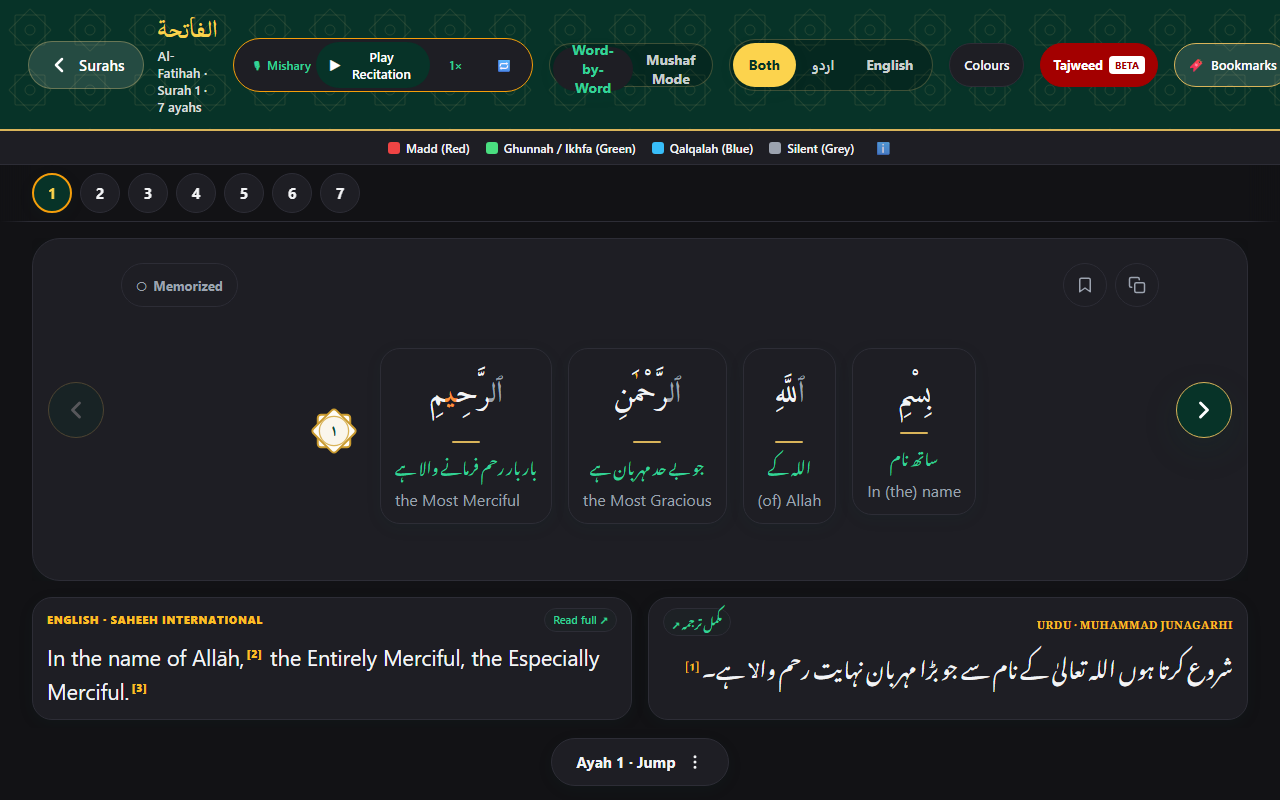 Surahs
الفاتحة
Al-
Fatihah ·
Surah 1 ·
7 ayahs
Mishary
Play
Recitation
1×
Word-
by-
Word
Mushaf
Mode
Both
اردو
English
Colours
Tajweed BETA
Bookmarks
Madd (Red) Ghunnah / Ikhfa (Green) Qalqalah (Blue) Silent (Grey)
1 2 3 4 5 6 7
Memorized
بِسْمِ ٱللَّهِ ٱلرَّحْمَـٰنِ ٱلرَّحِيمِ ١
ساتھ نام
In (the) name
اللہ کے
(of) Allah
جو بے حد مہربان ہے
the Most Gracious
بار بار رحم فرمانے والا ہے
the Most Merciful
ENGLISH · SAHEEH INTERNATIONAL
Read full ↗
In the name of Allāh,[2] the Entirely Merciful, the Especially
Merciful.[3]
URDU · MUHAMMAD JUNAGARHI
مکمل ترجمہ ↗
شروع کرتا ہوں اللہ تعالیٰ کے نام سے جو بڑا مہربان نہایت رحم والا ہے۔[1]
Ayah 1 · Jump ⋮